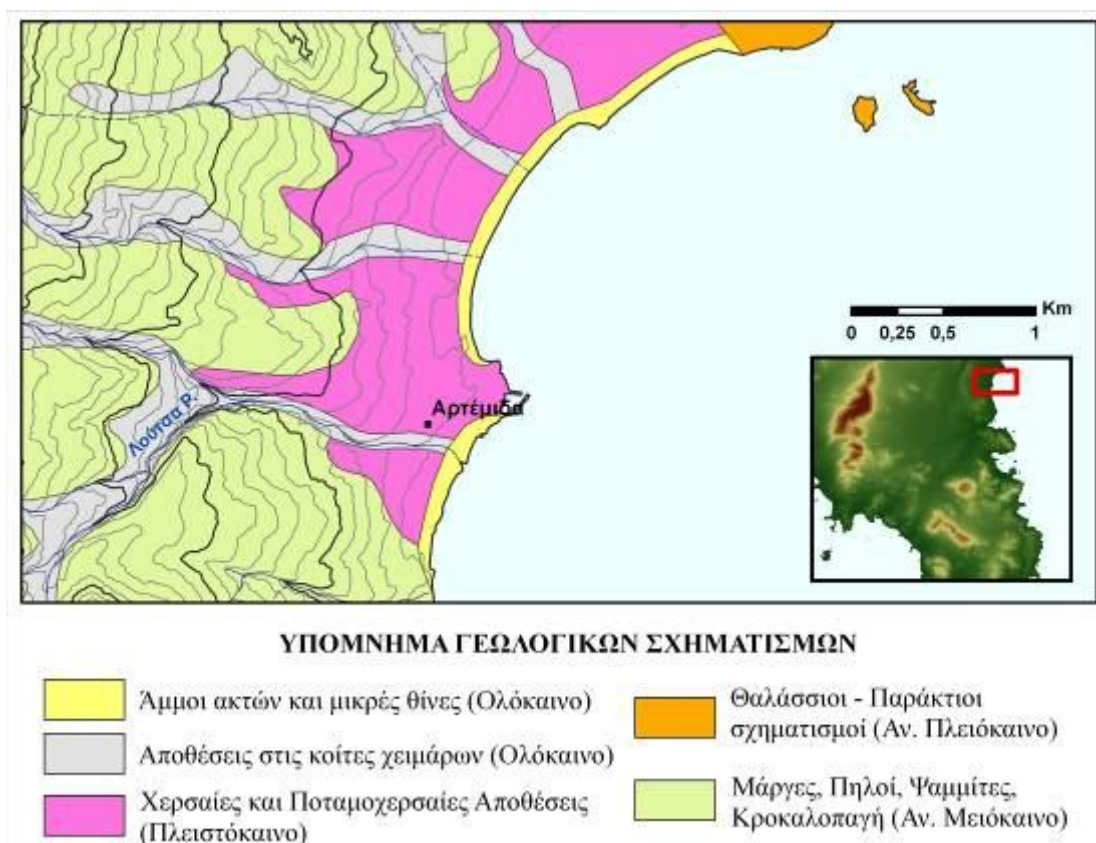 Λούτσα Ρ.
Αρτέμιδα
Km
0 0,25 0,5 1
ΥΠΟΜΝΗΜΑ ΓΕΩΛΟΓΙΚΩΝ ΣΧΗΜΑΤΙΣΜΩΝ
Άμμοι ακτών και μικρές θίνες (Ολόκαινο)
Αποθέσεις στις κοίτες χειμάρων (Ολόκαινο)
Χερσαίες και Ποταμοχερσαίες Αποθέσεις
(Πλειστόκαινο)
Θαλάσσιοι - Παράκτιοι
σχηματισμοί (Αν. Πλειόκαινο)
Μάργες, Πηλοί, Ψαμμίτες,
Κροκαλοπαγή (Αν. Μειόκαινο)